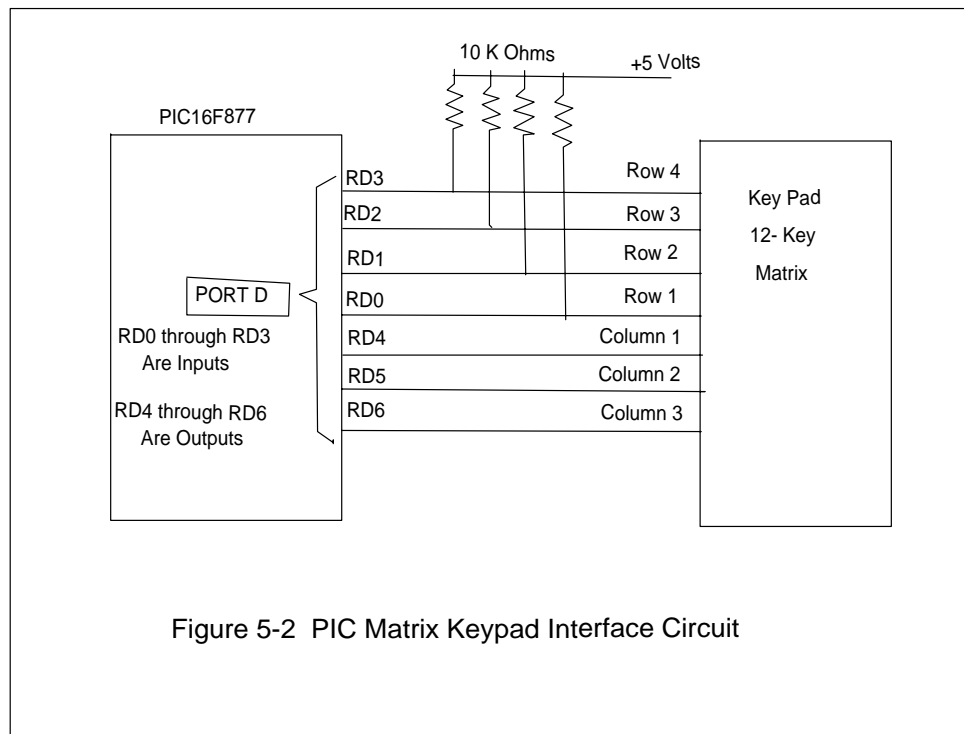 10 K Ohms
+5 Volts
PIC16F877
RD3
Row 4
RD2
Row 3
RD1
Row 2
RD0
Row 1
RD4
Column 1
RD5
Column 2
RD6
Column 3
PORT D
RD0 through RD3
Are Inputs
RD4 through RD6
Are Outputs
Key Pad
12- Key
Matrix
Figure 5-2 PIC Matrix Keypad Interface Circuit